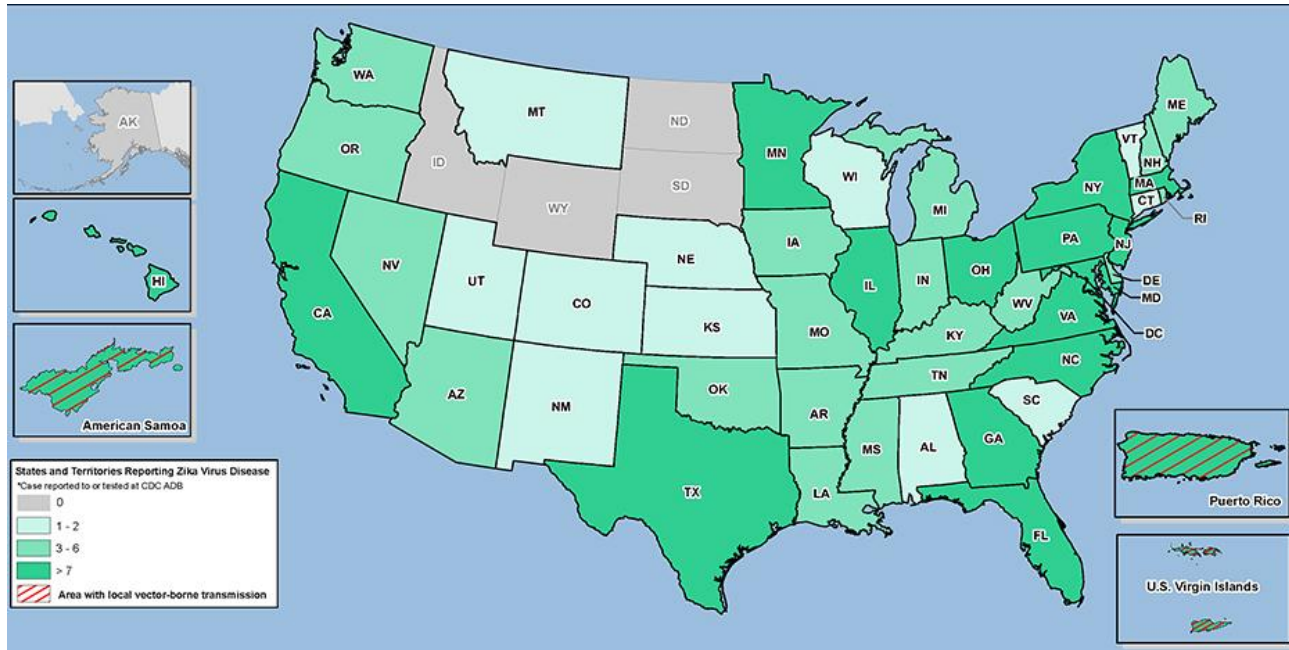 WA
MT
ND
OR
ID
SD
WY
MN
WI
MI
ME
VT
NH
NY
MA
CT
RI
NV
UT
CO
NE
KS
IA
IL
IN
OH
PA
NJ
DE
MD
DC
WV
VA
CA
AZ
NM
OK
MO
AR
KY
TN
NC
SC
TX
LA
MS
AL
GA
FL
AK
HI
American Samoa
States and Territories Reporting Zika Virus Disease
*Case reported to or tested at CDC ADB
0
1 - 2
3 - 6
> 7
Area with local vector-borne transmission
Puerto Rico
U.S. Virgin Islands